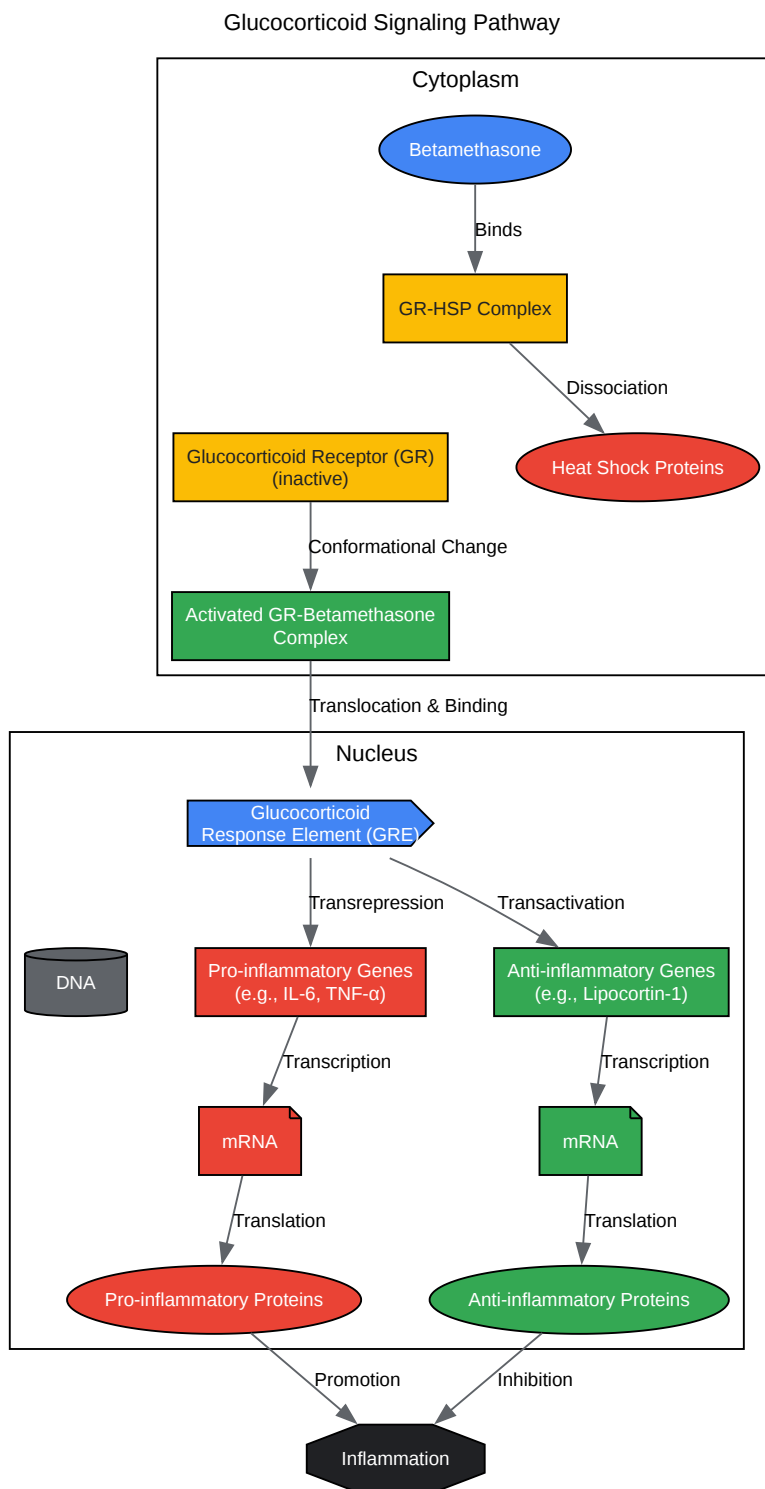 Glucocorticoid Signaling Pathway
Cytoplasm
Betamethasone
Binds
GR-HSP Complex
Dissociation
Glucocorticoid Receptor (GR)
(inactive)
Heat Shock Proteins
Conformational Change
Activated GR-Betamethasone
Complex
Translocation & Binding
Nucleus
Glucocorticoid
Response Element (GRE)
Transrepression
Transactivation
DNA
Pro-inflammatory Genes
(e.g., IL-6, TNF-α)
Anti-inflammatory Genes
(e.g., Lipocortin-1)
Transcription
Transcription
mRNA
mRNA
Translation
Translation
Pro-inflammatory Proteins
Anti-inflammatory Proteins
Promotion
Inhibition
Inflammation